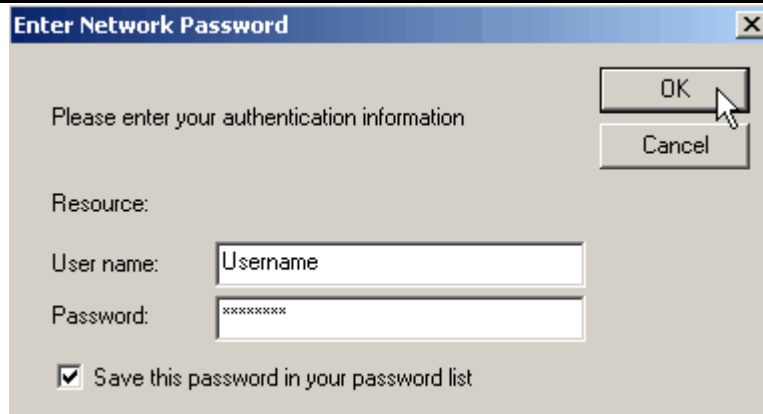 Enter Network Password
OK
Please enter your authentication information
Cancel
Resource:
User name: Username
Password: ********
Save this password in your password list